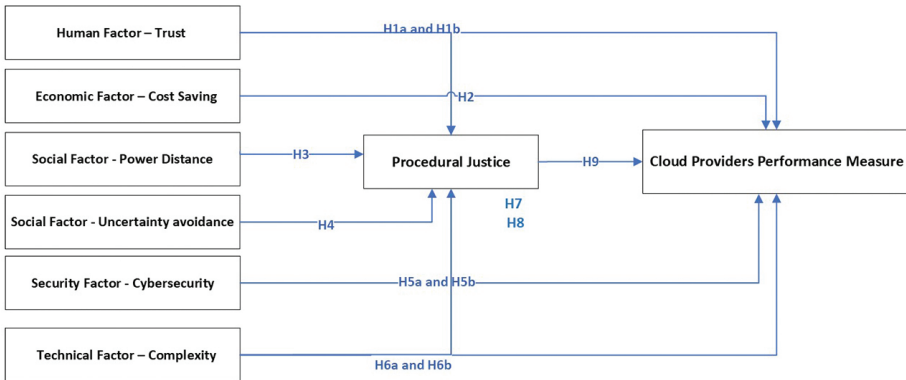 Human Factor – Trust
H1a and H1b
Economic Factor – Cost Saving
H2
Social Factor - Power Distance
H3
Procedural Justice
H9
Cloud Providers Performance Measure
H7
H8
Social Factor - Uncertainty avoidance
H4
Security Factor - Cybersecurity
H5a and H5b
Technical Factor – Complexity
H6a and H6b